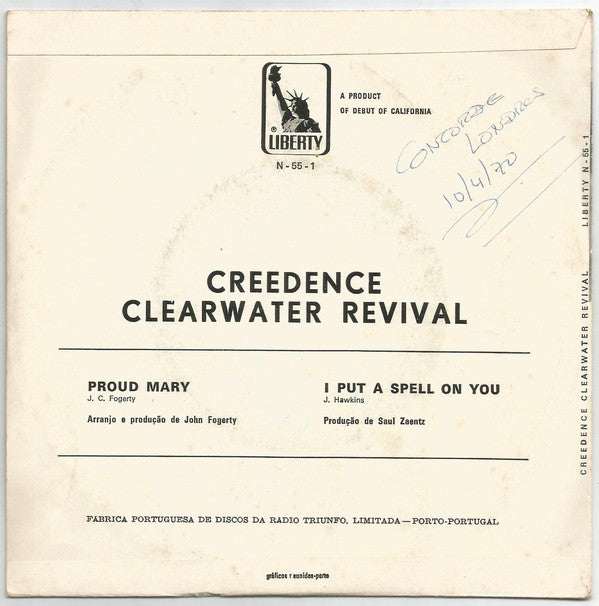 LIBERTY
N-55-1
A PRODUCT
OF DEBUT OF CALIFORNIA
CONCORDE
LONDRES
10/4/70
CREEDENCE
CLEARWATER REVIVAL
PROUD MARY
J. C. Fogerty
Arranjo e produção de John Fogerty
I PUT A SPELL ON YOU
J. Hawkins
Produção de Saul Zaentz
FABRICA PORTUGUESA DE DISCOS DA RADIO TRIUNFO, LIMITADA—PORTO-PORTUGAL
gráficos reunidos-porto
CREEDENCE CLEARWATER REVIVAL LIBERTY N-55-1